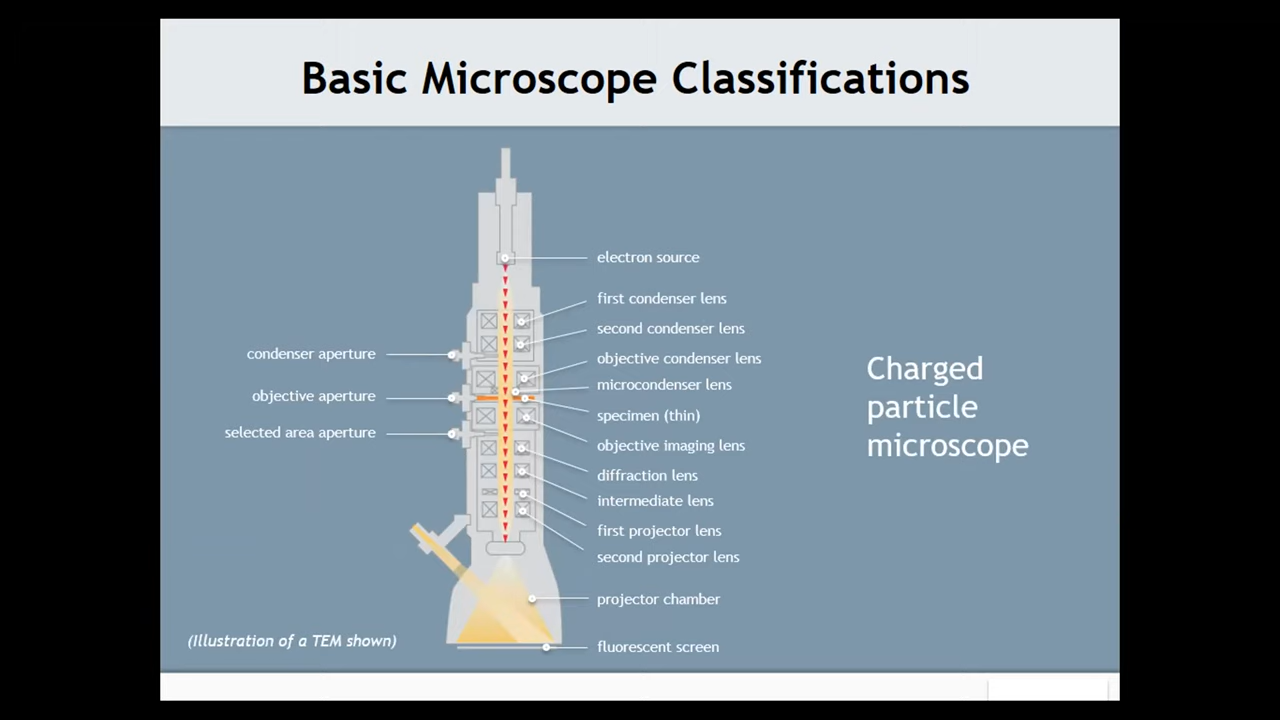 Basic Microscope Classifications
electron source
first condenser lens
second condenser lens
condenser aperture
objective condenser lens
microcondenser lens
objective aperture
specimen (thin)
selected area aperture
objective imaging lens
diffraction lens
intermediate lens
first projector lens
second projector lens
projector chamber
fluorescent screen
Charged
particle
microscope
(Illustration of a TEM shown)